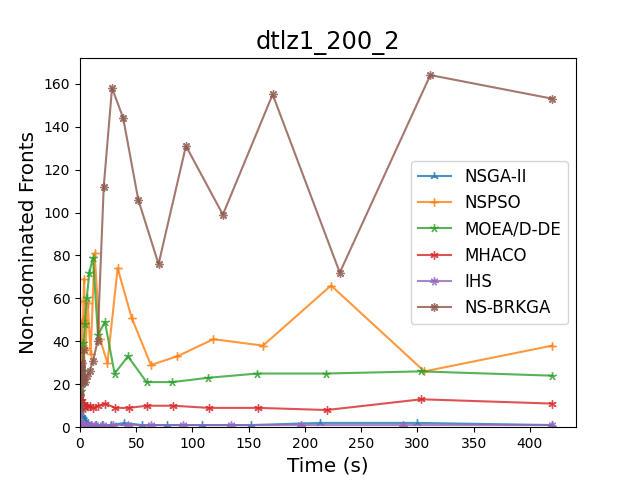 dtlz1_200_2
Non-dominated Fronts
160
140
120
100
80
60
40
20
0
NSGA-II
NSPSO
MOEA/D-DE
MHACO
IHS
NS-BRKGA
0 50 100 150 200 250 300 350 400
Time (s)